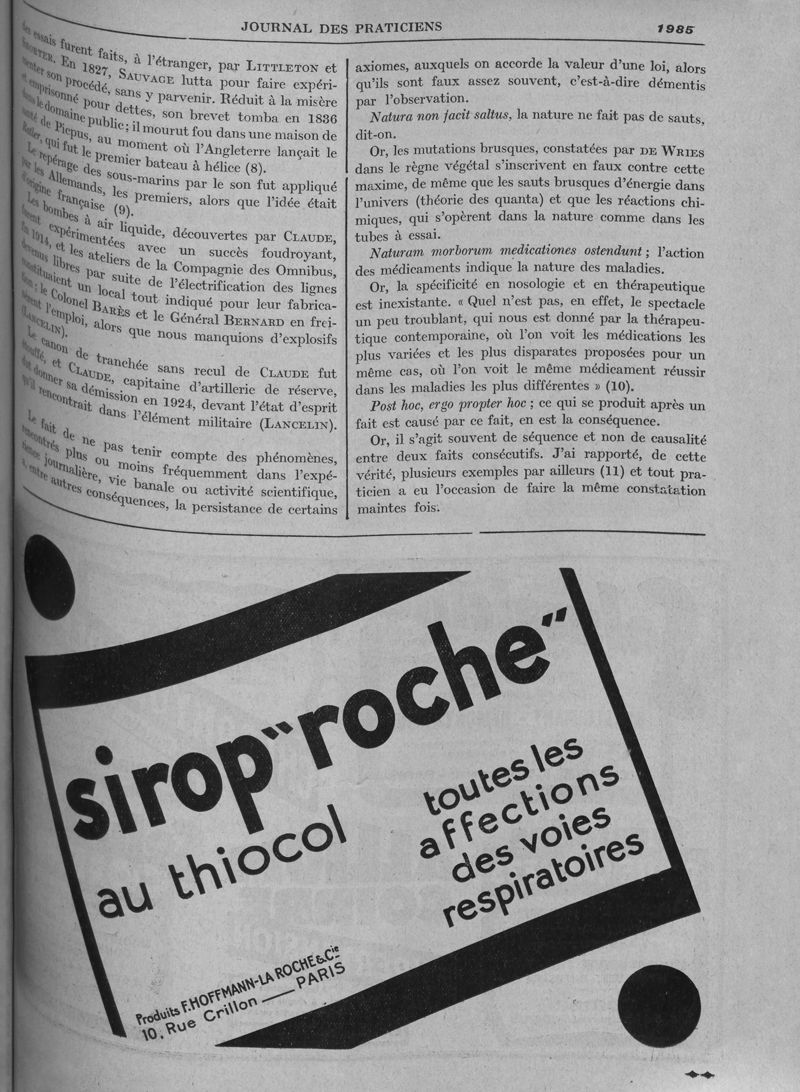 JOURNAL DES PRATICIENS 1985
essais furent faits, à l'étranger, par LITTLETON et
En 1827, SAUVAGE lutta pour faire expéri-
son procédé, sans y parvenir. Réduit à la misère
emprisonné pour dettes, son brevet tomba en 1836
le domaine public ; il mourut fou dans une maison de
de Picpus, au moment où l'Angleterre lançait le
qui fut le premier bateau à hélice (8).
Le repérage des sous-marins par le son fut appliqué
par les Allemands, les premiers, alors que l'idée était
d'origine française (9).
Les bombes à air liquide, découvertes par CLAUDE,
furent expérimentées avec un succès foudroyant,
En 1914, et les ateliers de la Compagnie des Omnibus,
devenus libres par suite de l'électrification des lignes
constituaient un local tout indiqué pour leur fabrica-
tion ; le Colonel BARÈS et le Général BERNARD en frei-
nèrent l'emploi, alors que nous manquions d'explosifs
(LANCELIN).
Le canon de tranchée sans recul de CLAUDE fut
étouffé, et CLAUDE, capitaine d'artillerie de réserve,
dut donner sa démission en 1924, devant l'état d'esprit
qu'il rencontrait dans l'élément militaire (LANCELIN).
Le fait de ne pas tenir compte des phénomènes,
rencontrés plus ou moins fréquemment dans l'expé-
rience journalière, vie banale ou activité scientifique,
a, entre autres conséquences, la persistance de certains
axiomes, auxquels on accorde la valeur d'une loi, alors
qu'ils sont faux assez souvent, c'est-à-dire démentis
par l'observation.
Natura non facit saltus, la nature ne fait pas de sauts,
dit-on.
Or, les mutations brusques, constatées par DE WRIES
dans le règne végétal s'inscrivent en faux contre cette
maxime, de même que les sauts brusques d'énergie dans
l'univers (théorie des quanta) et que les réactions chi-
miques, qui s'opèrent dans la nature comme dans les
tubes à essai.
Naturam morborum medicationes ostendunt ; l'action
des médicaments indique la nature des maladies.
Or, la spécificité en nosologie et en thérapeutique
est inexistante. « Quel n'est pas, en effet, le spectacle
un peu troublant, qui nous est donné par la thérapeu-
tique contemporaine, où l'on voit les médications les
plus variées et les plus disparates proposées pour un
même cas, où l'on voit le même médicament réussir
dans les maladies les plus différentes » (10).
Post hoc, ergo propter hoc ; ce qui se produit après un
fait est causé par ce fait, en est la conséquence.
Or, il s'agit souvent de séquence et non de causalité
entre deux faits consécutifs. J'ai rapporté, de cette
vérité, plusieurs exemples par ailleurs (11) et tout pra-
ticien a eu l'occasion de faire la même constatation
maintes fois.
sirop "roche"
au thiocol
toutes les
affections
des voies
respiratoires
Produits F. HOFFMANN-LA ROCHE & Cie
10, Rue Crillon — PARIS